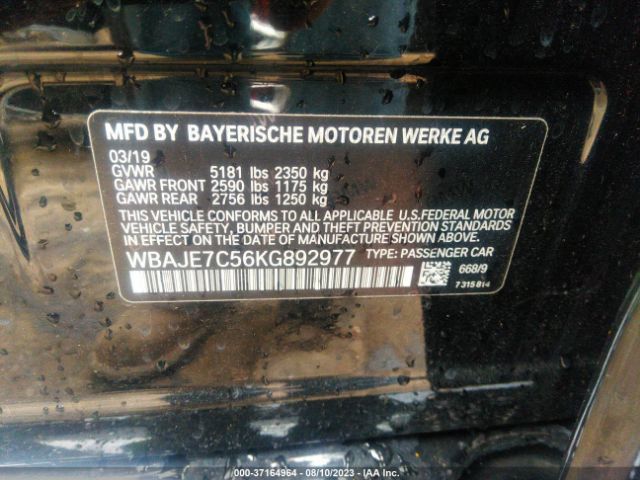 MFD BY BAYERISCHE MOTOREN WERKE AG
03/19
GVWR 5181 lbs 2350 kg
GAWR FRONT 2590 lbs 1175 kg
GAWR REAR 2756 lbs 1250 kg
THIS VEHICLE CONFORMS TO ALL APPLICABLE U.S.FEDERAL MOTOR
VEHICLE SAFETY, BUMPER, AND THEFT PREVENTION STANDARDS
IN EFFECT ON THE DATE OF MANUFACTURE SHOWN ABOVE.
WBAJE7C56KG892977 TYPE: PASSENGER CAR
668/9
7315814
000-37164964 - 08/10/2023 - IAA Inc.